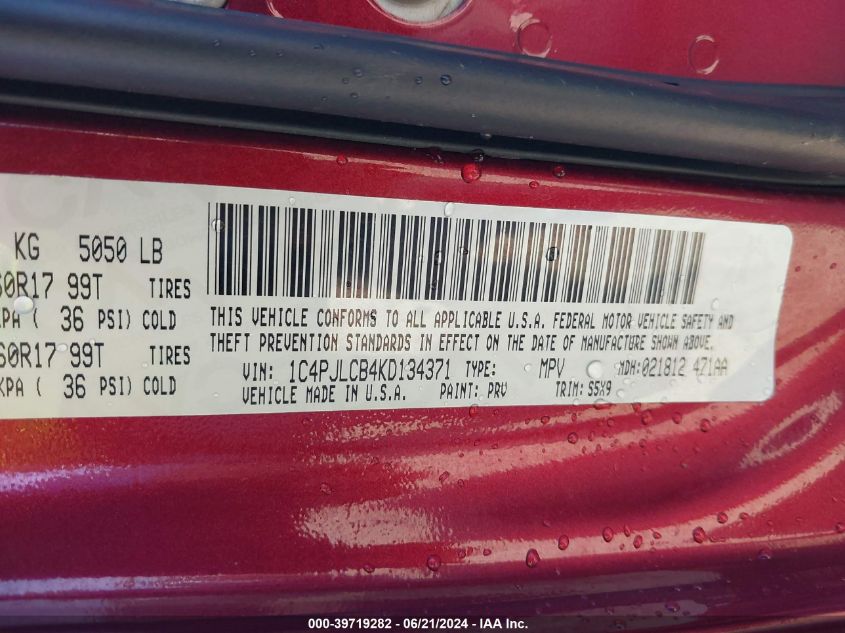 KG 5050 LB
60R17 99T TIRES
KPA ( 36 PSI) COLD
60R17 99T TIRES
KPA ( 36 PSI) COLD
THIS VEHICLE CONFORMS TO ALL APPLICABLE U.S.A. FEDERAL MOTOR VEHICLE SAFETY AND
THEFT PREVENTION STANDARDS IN EFFECT ON THE DATE OF MANUFACTURE SHOWN ABOVE.
VIN: 1C4PJLCB4KD134371 TYPE: MPV MDH:021812 471AA
VEHICLE MADE IN U.S.A. PAINT: PRV TRIM: S5X9
000-39719282 - 06/21/2024 - IAA Inc.